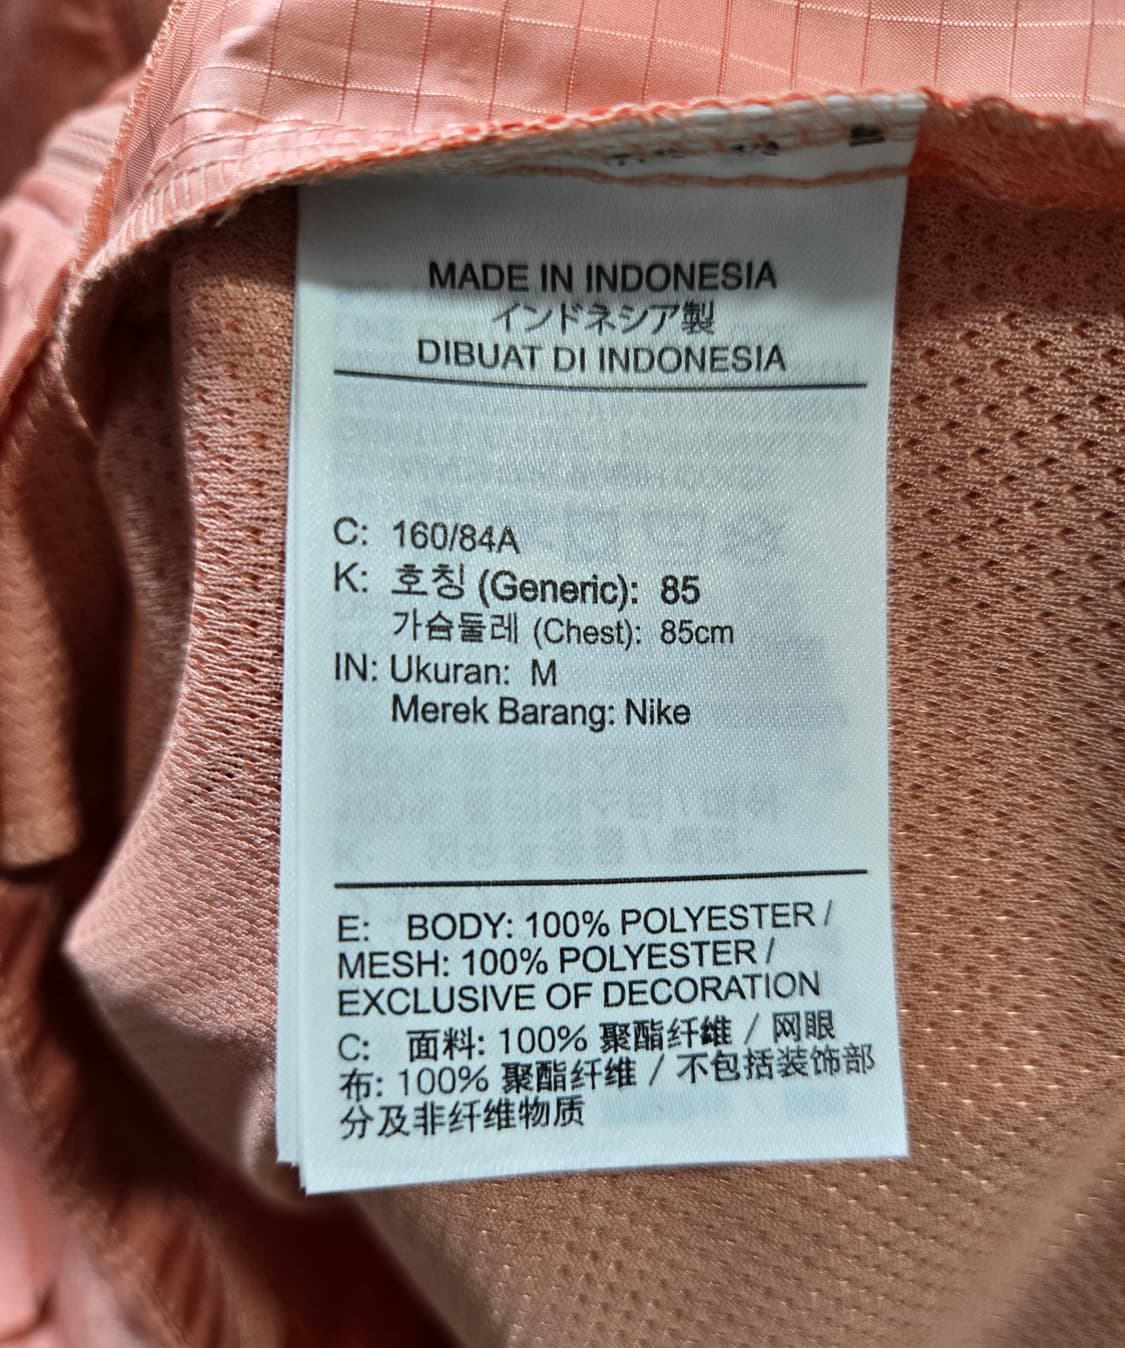 MADE IN INDONESIA
インドネシア製
DIBUAT DI INDONESIA
C: 160/84A
K: 호칭 (Generic): 85
가슴둘레 (Chest): 85cm
IN: Ukuran: M
Merek Barang: Nike
E: BODY: 100% POLYESTER /
MESH: 100% POLYESTER /
EXCLUSIVE OF DECORATION
C: 面料: 100% 聚酯纤维 / 网眼
布: 100% 聚酯纤维 / 不包括装饰部
分及非纤维物质